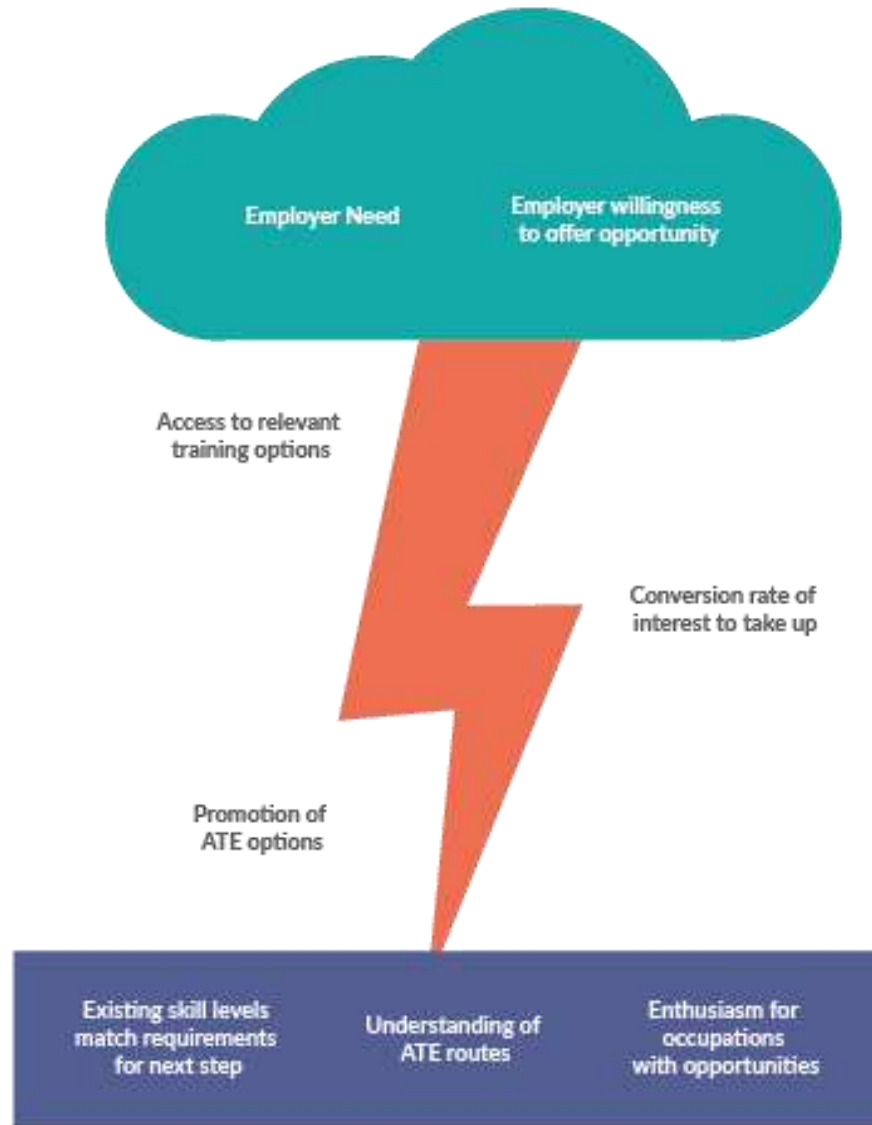 Employer Need
Employer willingness
to offer opportunity
Access to relevant
training options
Conversion rate of
interest to take up
Promotion of
ATE options
Existing skill levels
match requirements
for next step
Understanding of
ATE routes
Enthusiasm for
occupations
with opportunities